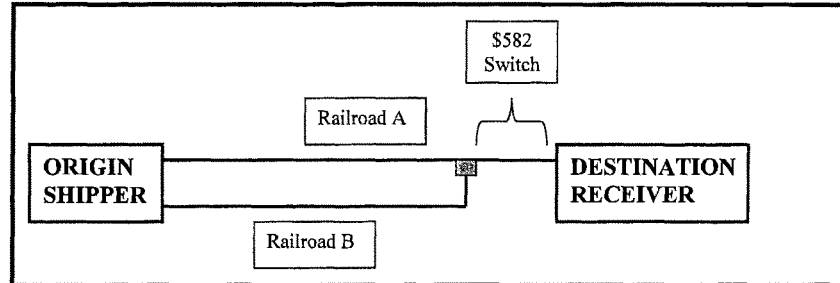 $582
Switch
Railroad A
ORIGIN
SHIPPER
DESTINATION
RECEIVER
Railroad B